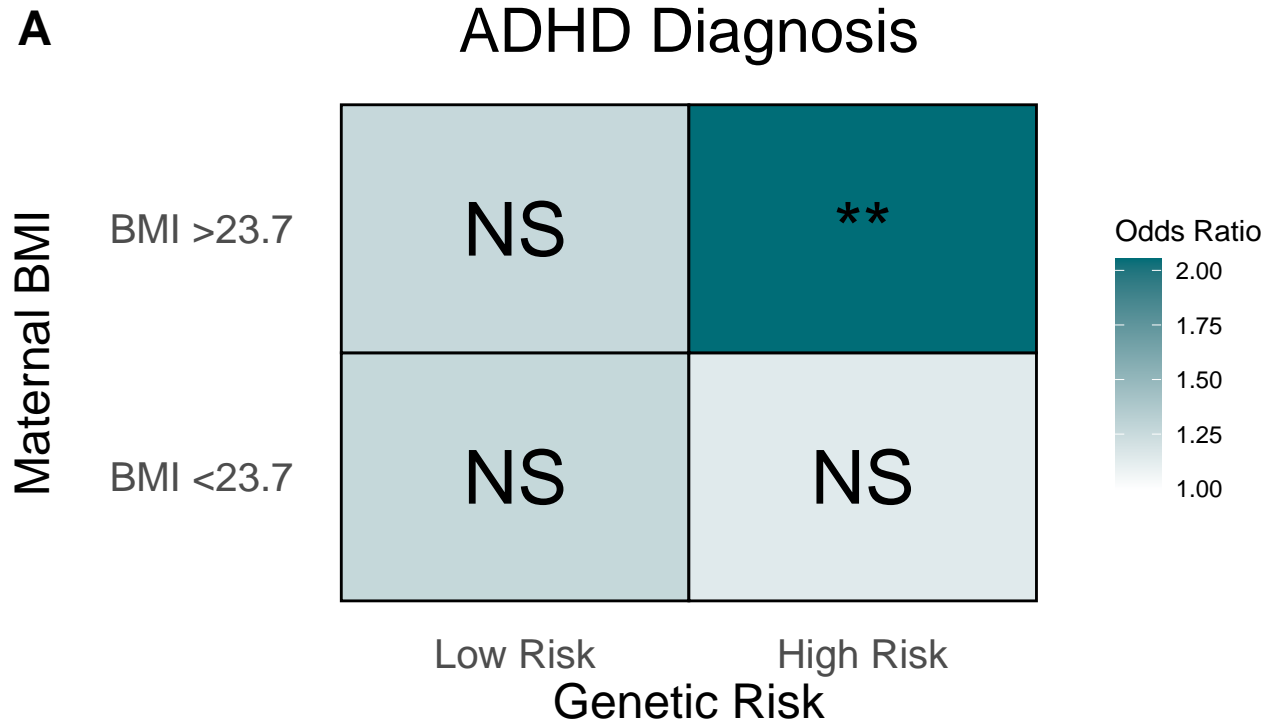 A
ADHD Diagnosis
Maternal BMI
BMI >23.7
NS
**
BMI <23.7
NS
NS
Low Risk
High Risk
Genetic Risk
Odds Ratio
2.00
1.75
1.50
1.25
1.00